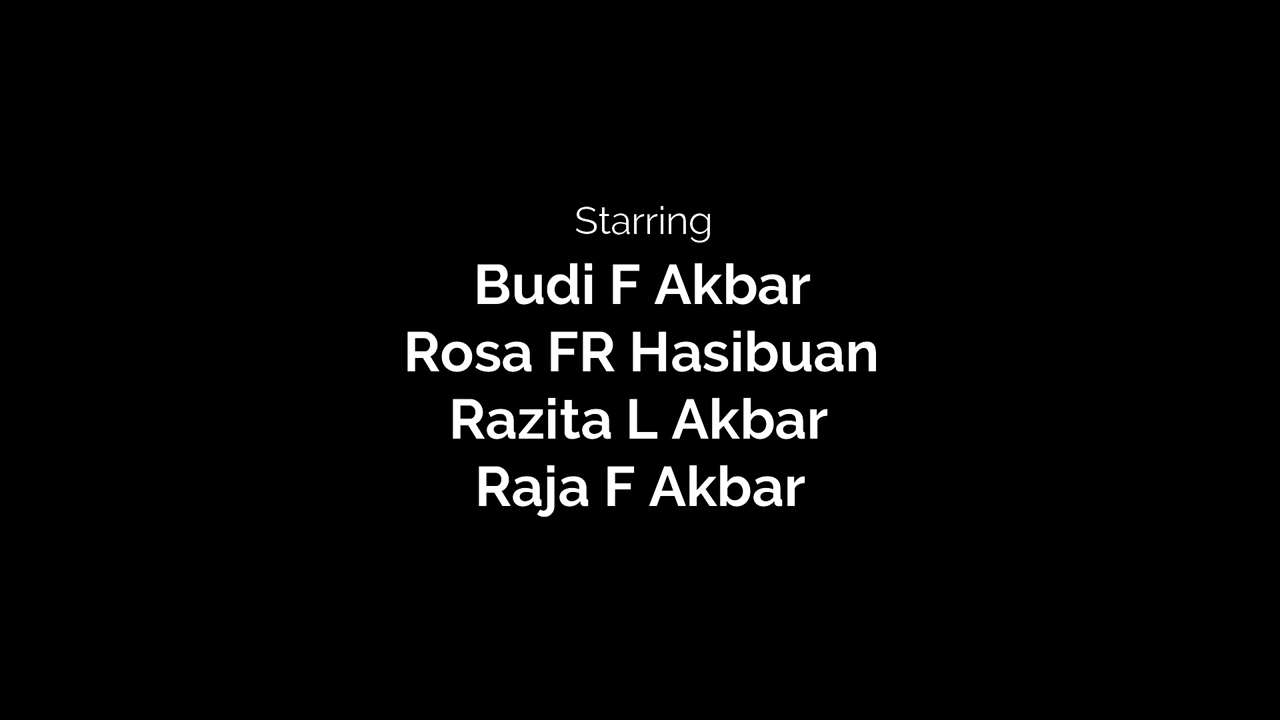 Starring
Budi F Akbar
Rosa FR Hasibuan
Razita L Akbar
Raja F Akbar